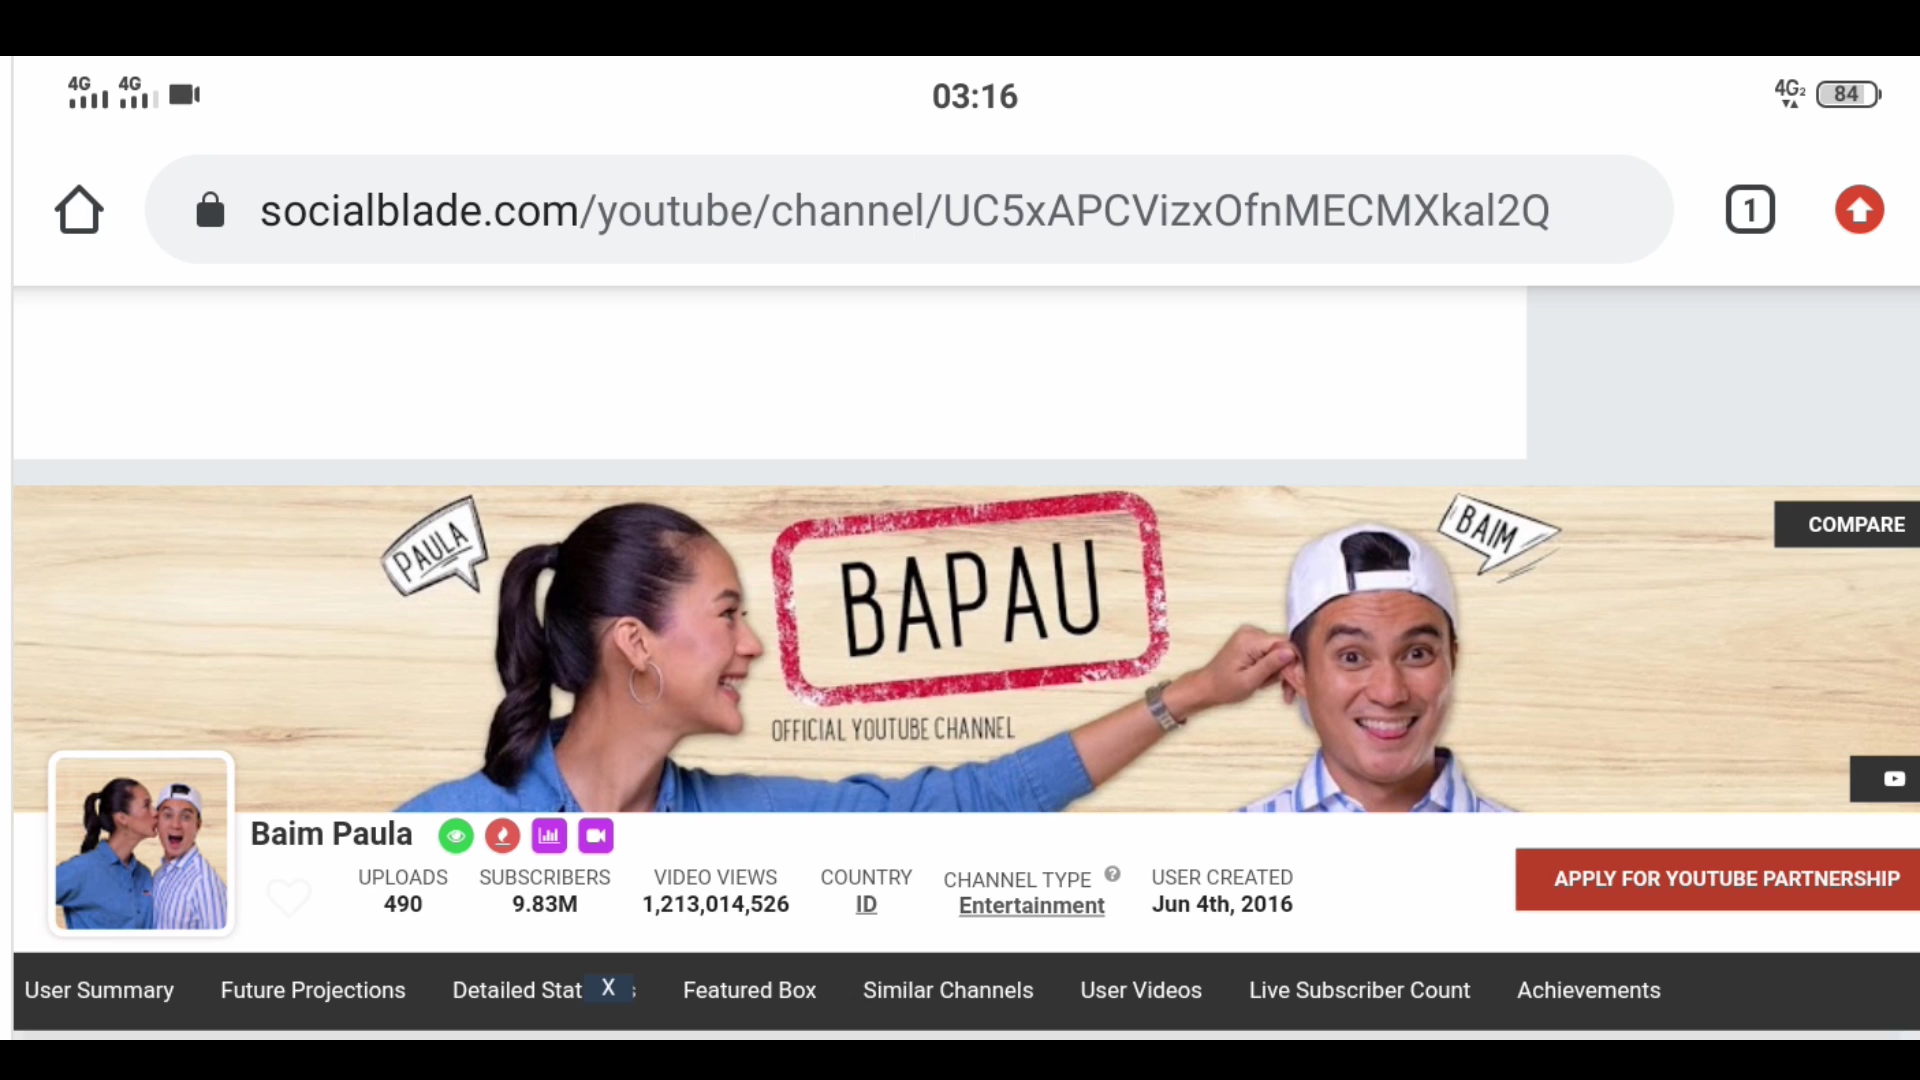 4G 4G 03:16 4G2 84
socialblade.com/youtube/channel/UC5xAPCVizxOfnMECMXkal2Q 1
PAULA BAPAU BAIM COMPARE
OFFICIAL YOUTUBE CHANNEL
Baim Paula
UPLOADS SUBSCRIBERS VIDEO VIEWS COUNTRY CHANNEL TYPE ? USER CREATED APPLY FOR YOUTUBE PARTNERSHIP
490 9.83M 1,213,014,526 ID Entertainment Jun 4th, 2016
User Summary Future Projections Detailed Stat X s Featured Box Similar Channels User Videos Live Subscriber Count Achievements